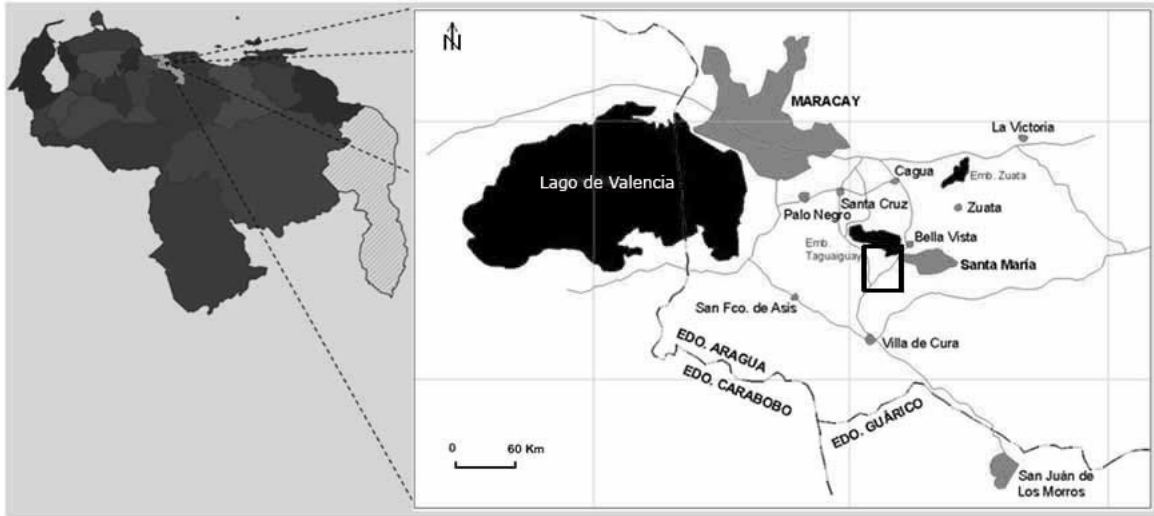 N
MARACAY
La Victoria
Lago de Valencia
Cagua
Emb. Zuata
Palo Negro
Santa Cruz
Zuata
Emb.
Taguaiguay
Bella Vista
Santa María
San Fco. de Asis
Villa de Cura
EDO. ARAGUA
EDO. CARABOBO
EDO. GUÀRICO
0 60 Km
San Juán de
Los Morros